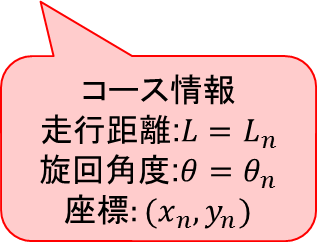 コース情報
走行距離:L = Lₙ
旋回角度:θ = θₙ
座標: (xₙ, yₙ)